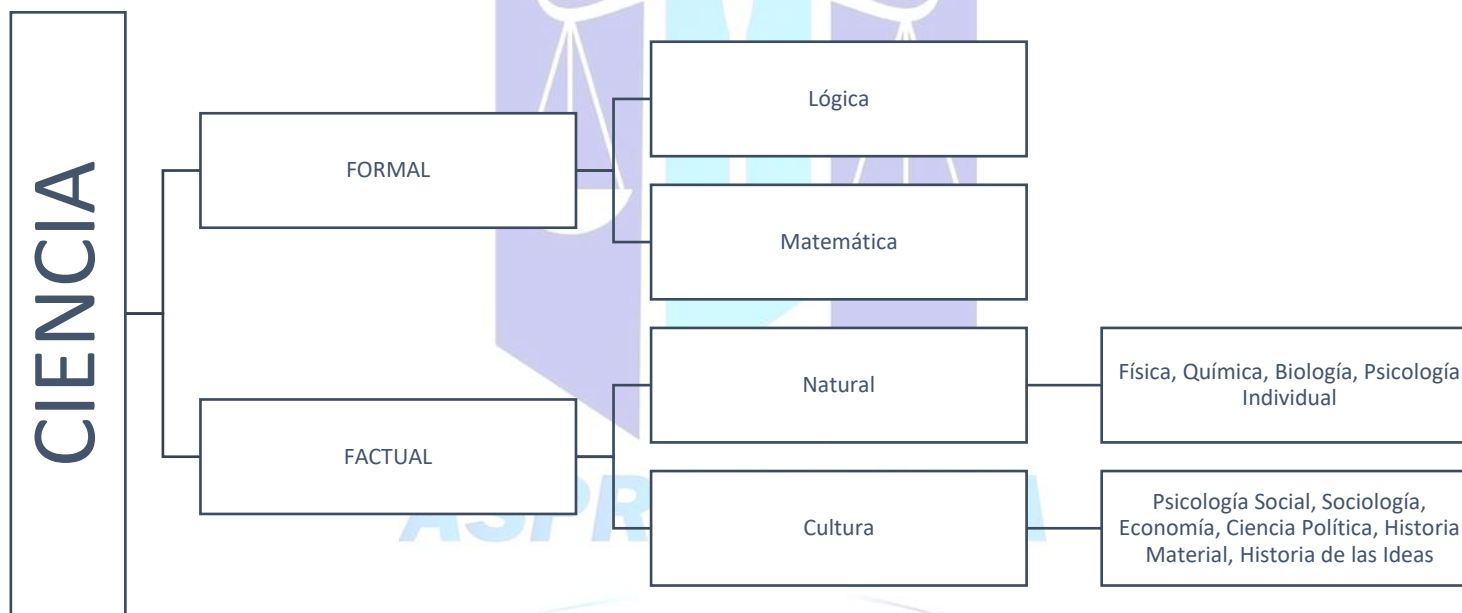 CIENCIA
FORMAL
Lógica
Matemática
FACTUAL
Natural
Física, Química, Biología, Psicología
Individual
Cultura
Psicología Social, Sociología,
Economía, Ciencia Política, Historia
Material, Historia de las Ideas